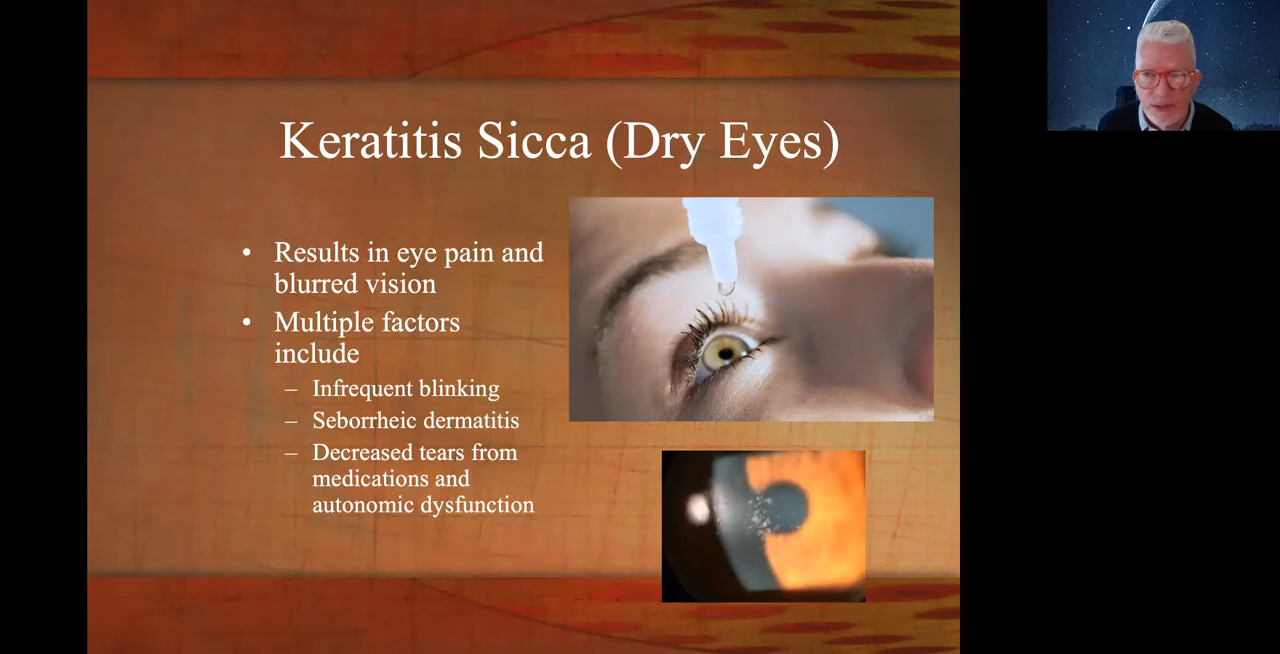 Keratitis Sicca (Dry Eyes)
• Results in eye pain and
blurred vision
• Multiple factors
include
– Infrequent blinking
– Seborrheic dermatitis
– Decreased tears from
medications and
autonomic dysfunction